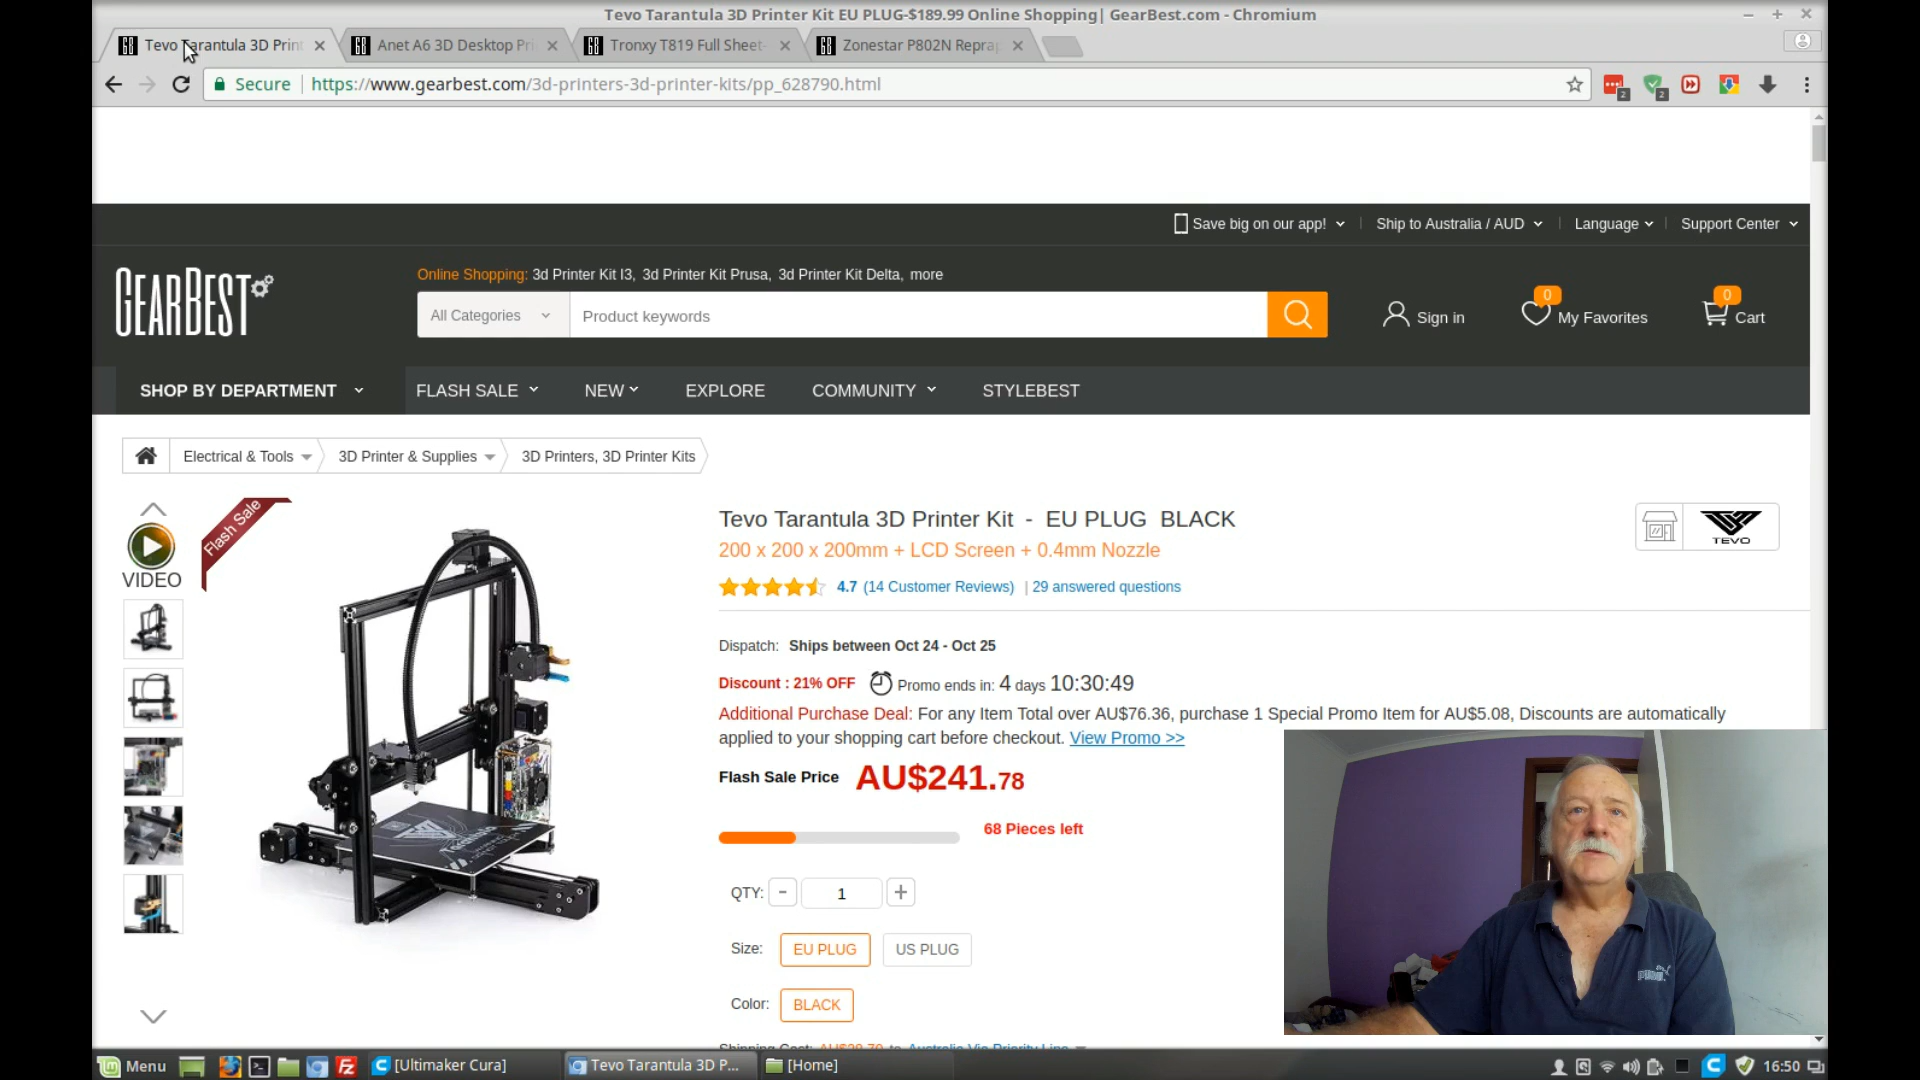 Tevo Tarantula 3D Printer Kit EU PLUG-$189.99 Online Shopping| GearBest.com - Chromium
Tevo Tarantula 3D Print
Anet A6 3D Desktop Pri
Tronxy T819 Full Sheet-
Zonestar P802N Repra
Secure
https://www.gearbest.com/3d-printers-3d-printer-kits/pp_628790.html
2
2
Save big on our app!
Ship to Australia / AUD
Language
Support Center
GEARBEST
Online Shopping: 3d Printer Kit I3, 3d Printer Kit Prusa, 3d Printer Kit Delta, more
All Categories
Product keywords
Sign in
0
My Favorites
0
Cart
SHOP BY DEPARTMENT
FLASH SALE
NEW
EXPLORE
COMMUNITY
STYLEBEST
Electrical & Tools
3D Printer & Supplies
3D Printers, 3D Printer Kits
VIDEO
Flash Sale
Tevo Tarantula 3D Printer Kit - EU PLUG BLACK
200 x 200 x 200mm + LCD Screen + 0.4mm Nozzle
4.7 (14 Customer Reviews) | 29 answered questions
TEVO
Dispatch: Ships between Oct 24 - Oct 25
Discount : 21% OFF Promo ends in: 4 days 10:30:49
Additional Purchase Deal: For any Item Total over AU$76.36, purchase 1 Special Promo Item for AU$5.08, Discounts are automatically
applied to your shopping cart before checkout. View Promo >>
Flash Sale Price AU$241.78
68 Pieces left
QTY: - 1 +
Size: EU PLUG US PLUG
Color: BLACK
Shipping Cost: AU$28.70 to Australia Via Priority Line
Menu
[Ultimaker Cura]
Tevo Tarantula 3D P...
[Home]
16:50